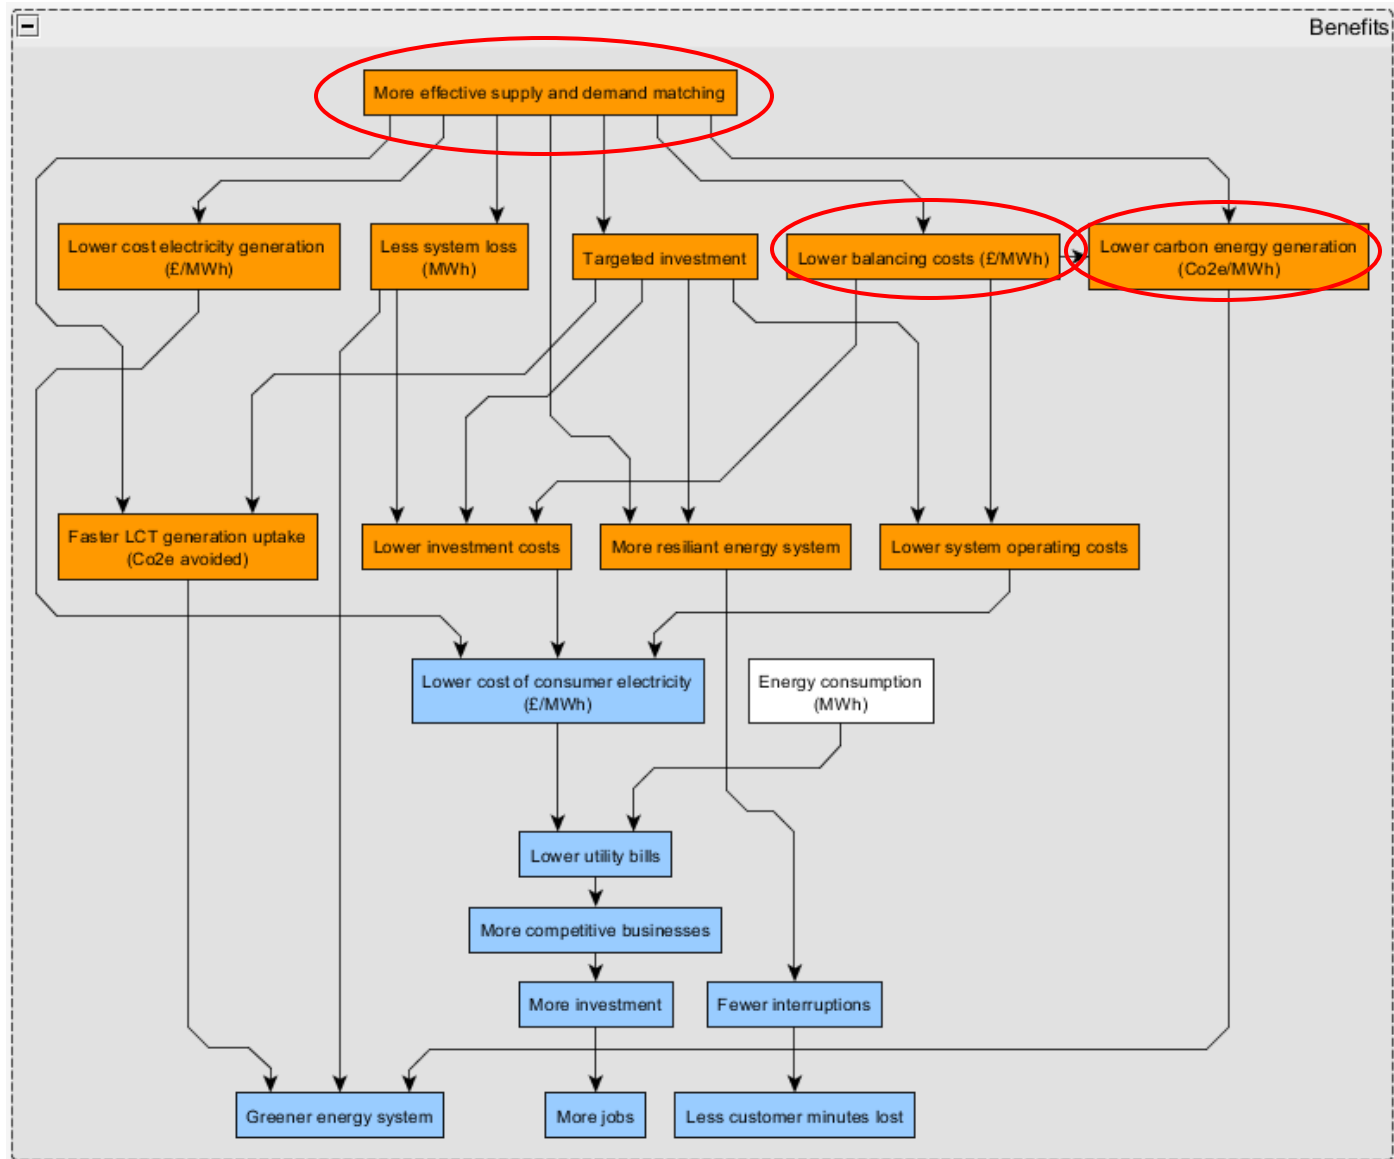 Benefits
More effective supply and demand matching
Lower cost electricity generation
(£/MWh)
Less system loss
(MWh)
Targeted investment
Lower balancing costs (£/MWh)
Lower carbon energy generation
(Co2e/MWh)
Faster LCT generation uptake
(Co2e avoided)
Lower investment costs
More resiliant energy system
Lower system operating costs
Lower cost of consumer electricity
(£/MWh)
Energy consumption
(MWh)
Lower utility bills
More competitive businesses
More investment
Fewer interruptions
Greener energy system
More jobs
Less customer minutes lost